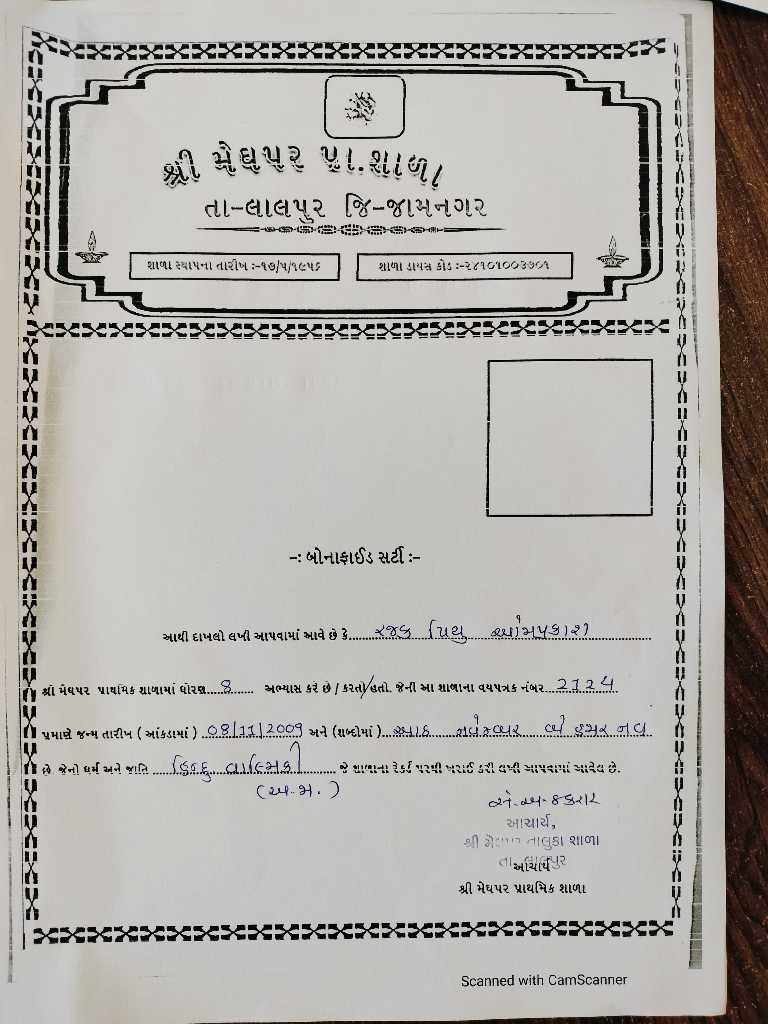 શ્રી મેઘપર પ્રા.શાળા
તા-લાલપુર જિ-જામનગર
શાળા સ્થાપના તારીખ :-૧૭/૫/૧૯૫૬
શાળા ડાયસ કોડ :-૨૪૧૦૧૦૦૩૭૦૧
-: બોનાફાઈડ સર્ટી :-
આથી દાખલો લખી આપવામાં આવે છે કે..... રજક પિયુ ઓમપ્રકાશ
શ્રી મેઘપર પ્રાથમિક શાળામાં ધોરણ.... 8 ...... અભ્યાસ કરે છે / કરતો/હતો. જેની આ શાળાના વયપત્રક નંબર.. 2124
પ્રમાણે જન્મ તારીખ ( આંકડામાં ) 08/11/2009 અને (શબ્દોમાં ) આઠ નવેમ્બર બે હજાર નવ
છે જેનો ધર્મ અને જાતિ .... હિન્દુ વાલ્મિકી ........ જે શાળાના રેકર્ડ પરથી ખરાઈ કરી લખી આપવામાં આવેલ છે.
(અ.જ.)
આચાર્ય,
શ્રી તાલુકા શાળા
તા. લાલપુર
આચાર્ય
શ્રી મેઘપર પ્રાથમિક શાળા
Scanned with CamScanner